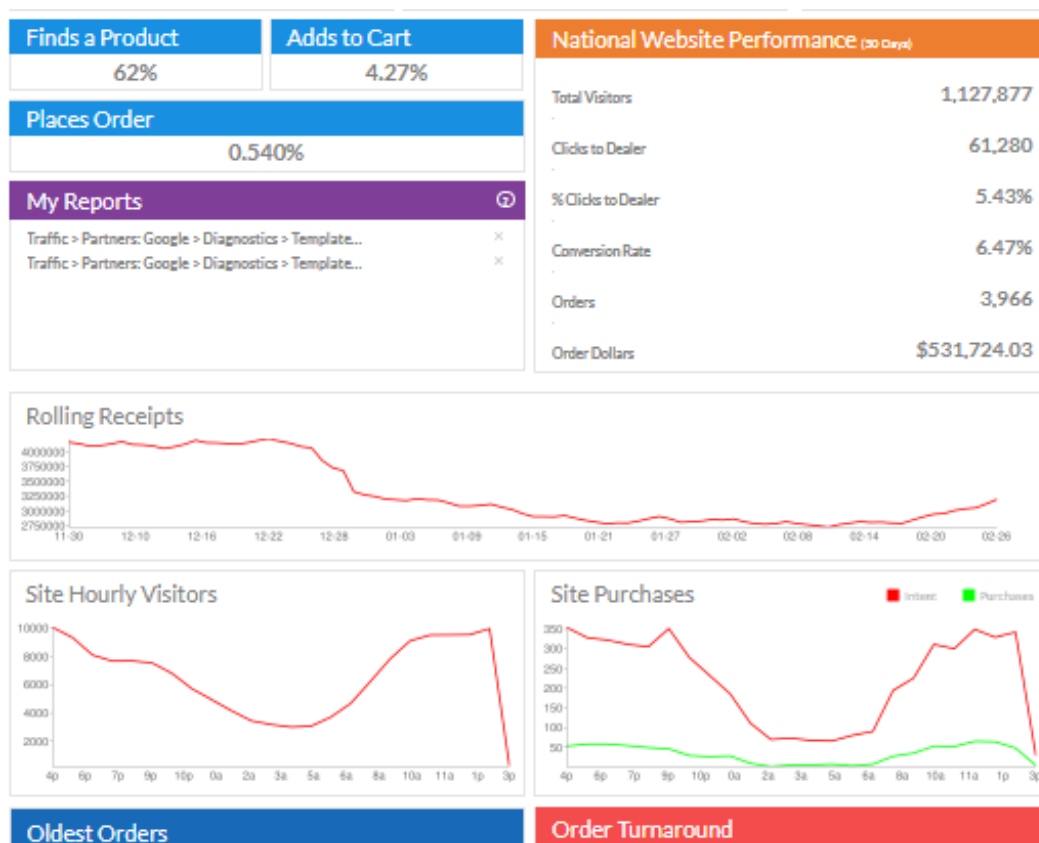 Finds a Product
Adds to Cart
62%
4.27%
Places Order
0.540%
My Reports
Traffic > Partners: Google > Diagnostics > Template...
×
Traffic > Partners: Google > Diagnostics > Template...
×
National Website Performance (30 Days)
Total Visitors 1,127,877
Clicks to Dealer 61,280
% Clicks to Dealer 5.43%
Conversion Rate 6.47%
Orders 3,966
Order Dollars $531,724.03
Rolling Receipts
4000000
3750000
3500000
3250000
3000000
2750000
11-30 12-10 12-16 12-22 12-28 01-03 01-09 01-15 01-21 01-27 02-02 02-08 02-14 02-20 02-26
Site Hourly Visitors
10000
8000
6000
4000
2000
4p 6p 7p 9p 10p 0a 2a 3a 5a 6a 8a 10a 11a 1p 3p
Site Purchases
Intent Purchases
350
300
250
200
150
100
50
4p 6p 7p 9p 10p 0a 2a 3a 5a 6a 8a 10a 11a 1p 3p
Oldest Orders
Order Turnaround